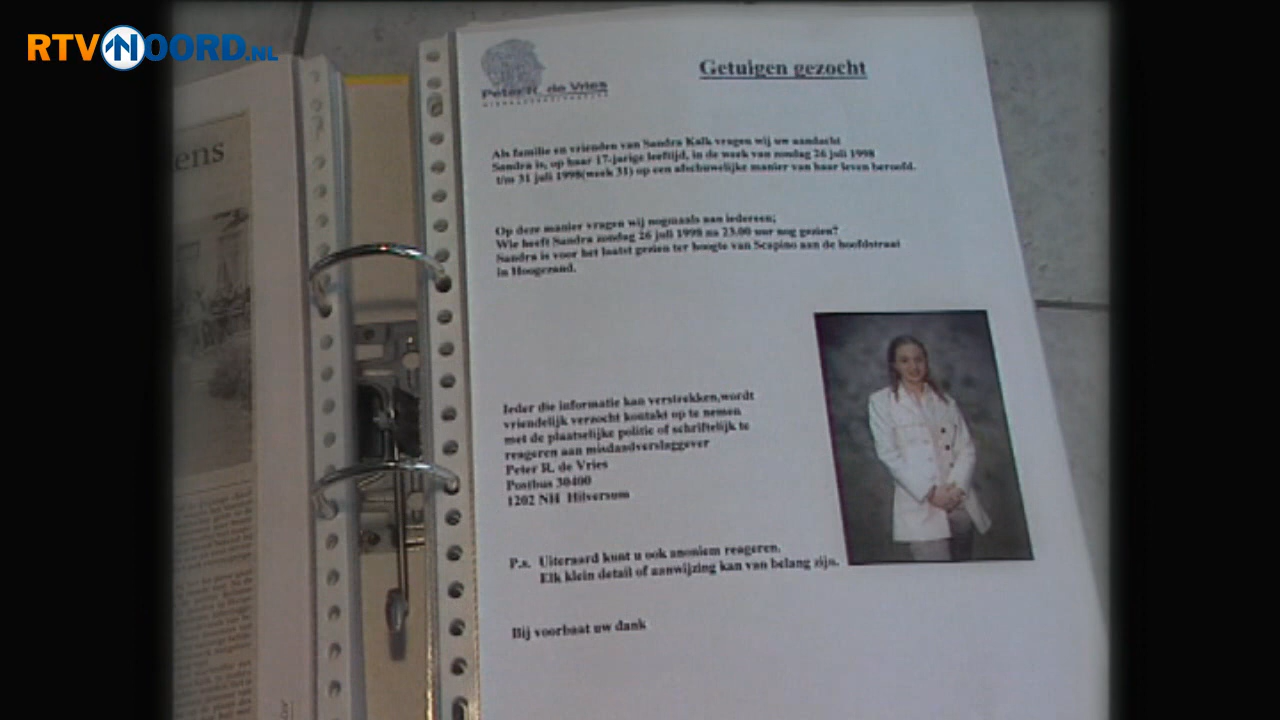 RTV NOORD.NL
ens
Peter R. de Vries
MISDAADVERSLAGGEVER
Getuigen gezocht
Als familie en vrienden van Sandra Kalk vragen wij uw aandacht
Sandra is, op haar 17-jarige leeftijd, in de week van zondag 26 juli 1998
t/m 31 juli 1998(week 31) op een afschuwelijke manier van haar leven beroofd.
Op deze manier vragen wij nogmaals aan iedereen;
Wie heeft Sandra zondag 26 juli 1998 na 23.00 uur nog gezien?
Sandra is voor het laatst gezien ter hoogte van Scapino aan de hoofdstraat
in Hoogezand.
Ieder die informatie kan verstrekken,wordt
vriendelijk verzocht kontakt op te nemen
met de plaatselijke politie of schriftelijk te
reageren aan misdaadverslaggever
Peter R. de Vries
Postbus 30400
1202 NH Hilversum
P.s. Uiteraard kunt u ook anoniem reageren.
Elk klein detail of aanwijzing kan van belang zijn.
Bij voorbaat uw dank